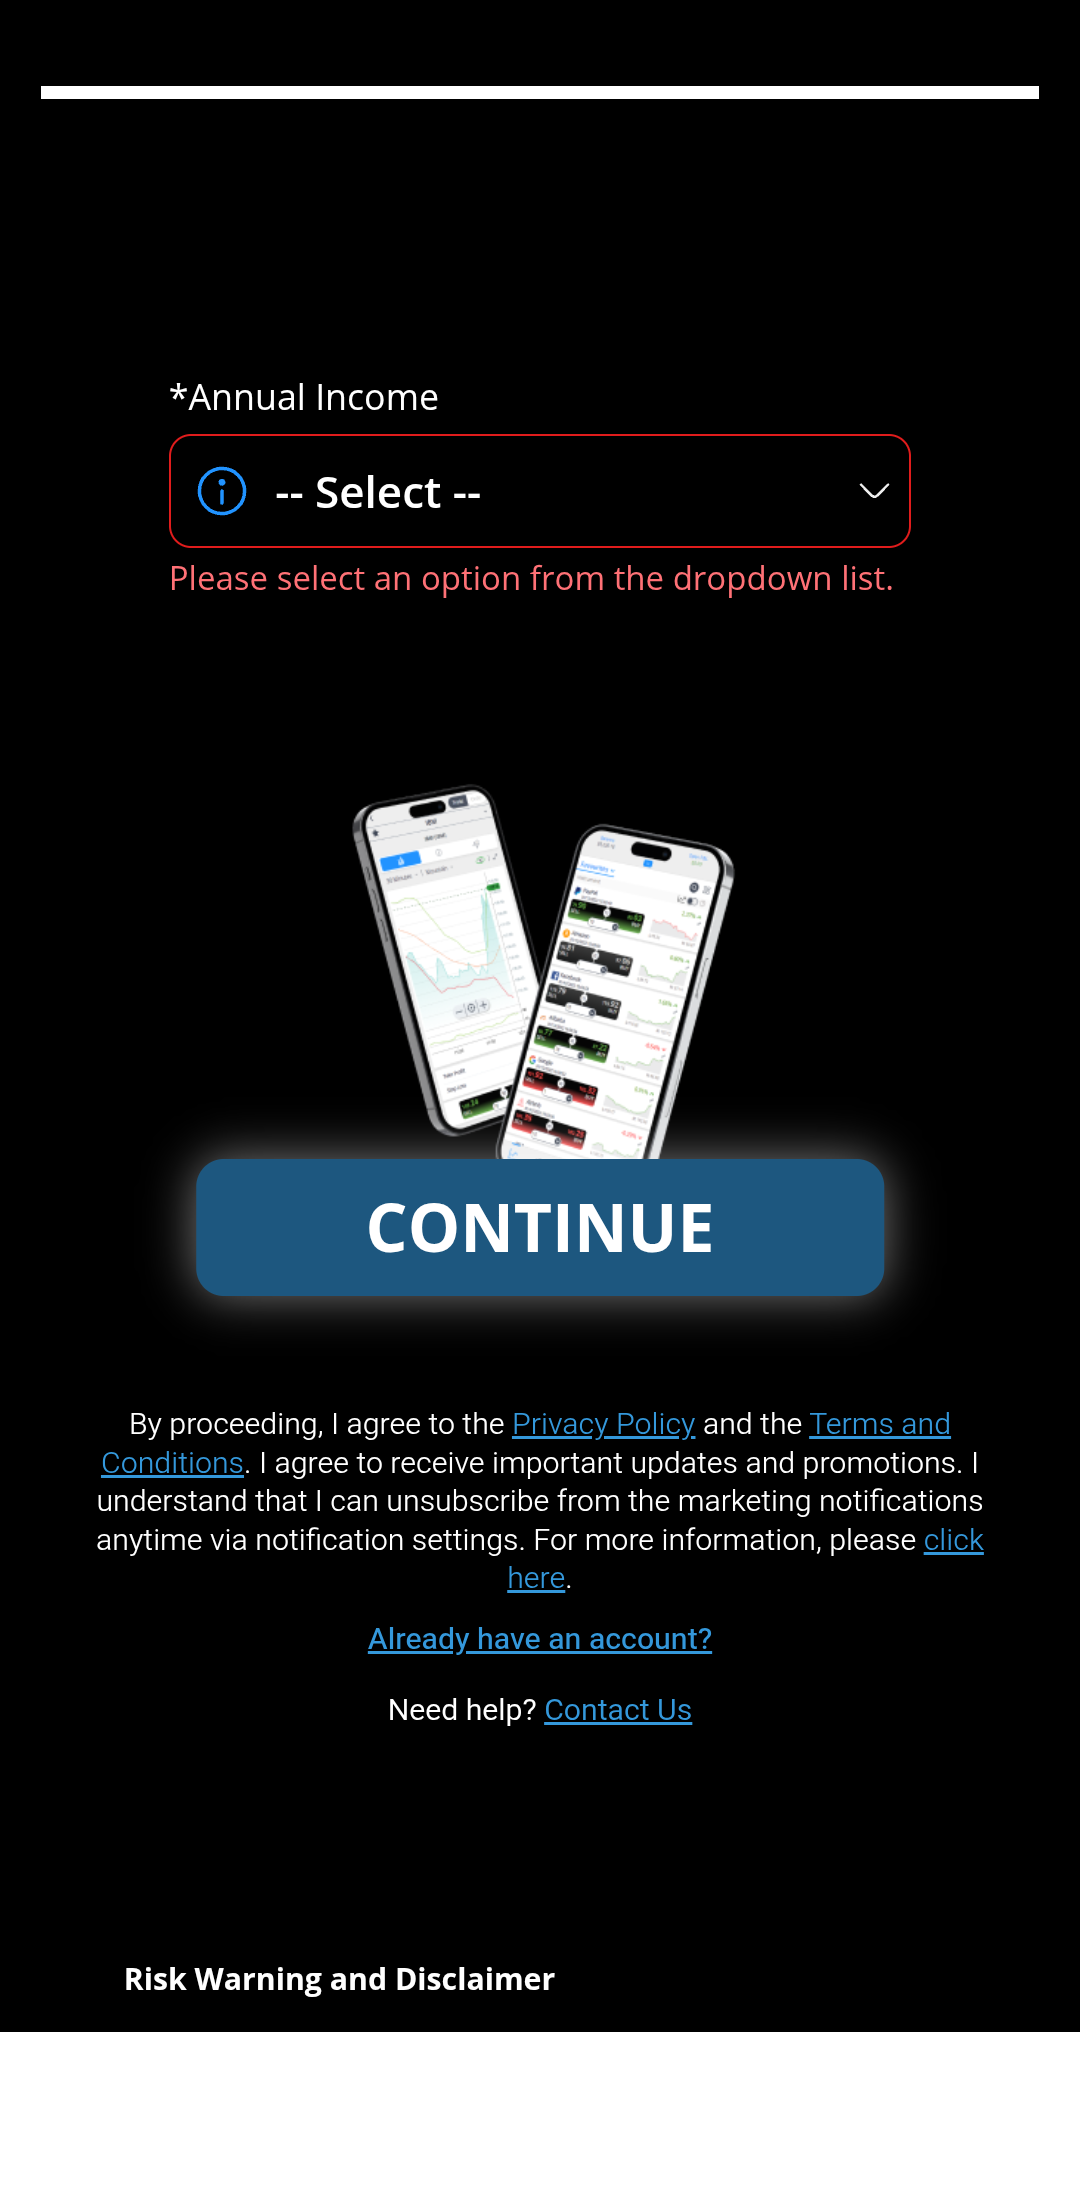 *Annual Income
-- Select --
Please select an option from the dropdown list.
CONTINUE
By proceeding, I agree to the Privacy Policy and the Terms and
Conditions. I agree to receive important updates and promotions. I
understand that I can unsubscribe from the marketing notifications
anytime via notification settings. For more information, please click
here.
Already have an account?
Need help? Contact Us
Risk Warning and Disclaimer